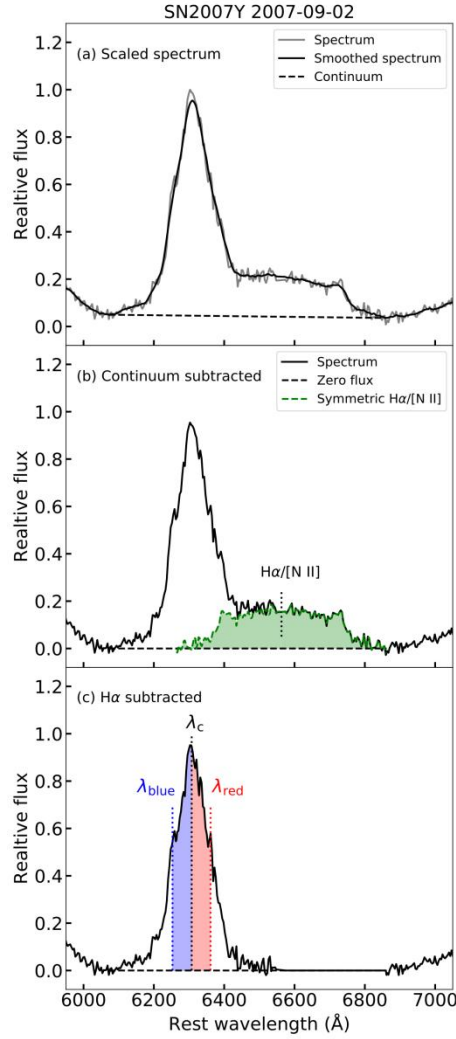 SN2007Y 2007-09-02
(a) Scaled spectrum
Spectrum
Smoothed spectrum
Continuum
1.2
1.0
0.8
0.6
0.4
0.2
0.0
Realtive flux
(b) Continuum subtracted
Spectrum
Zero flux
Symmetric Hα/[N II]
Hα/[N II]
1.2
1.0
0.8
0.6
0.4
0.2
0.0
Realtive flux
(c) Hα subtracted
λc
λblue
λred
1.2
1.0
0.8
0.6
0.4
0.2
0.0
Realtive flux
6000 6200 6400 6600 6800 7000
Rest wavelength (Å)